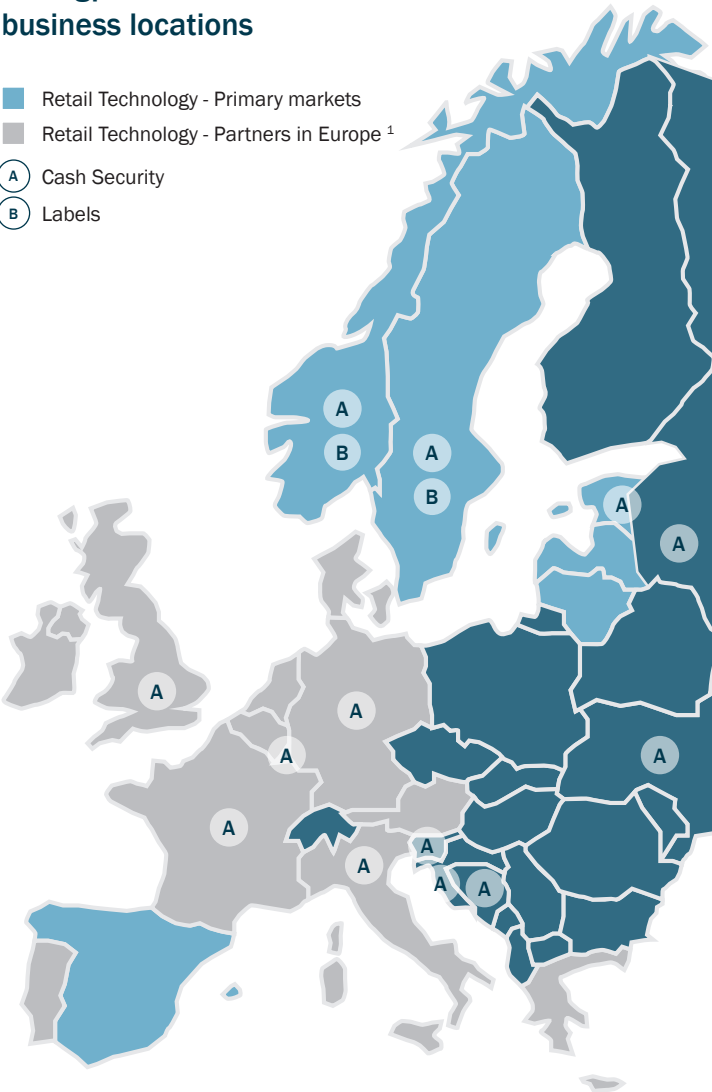 business locations
Retail Technology - Primary markets
Retail Technology - Partners in Europe 1
A Cash Security
B Labels
A
B
A
B
A
A
A
A
A
A
A
A
A
A
A